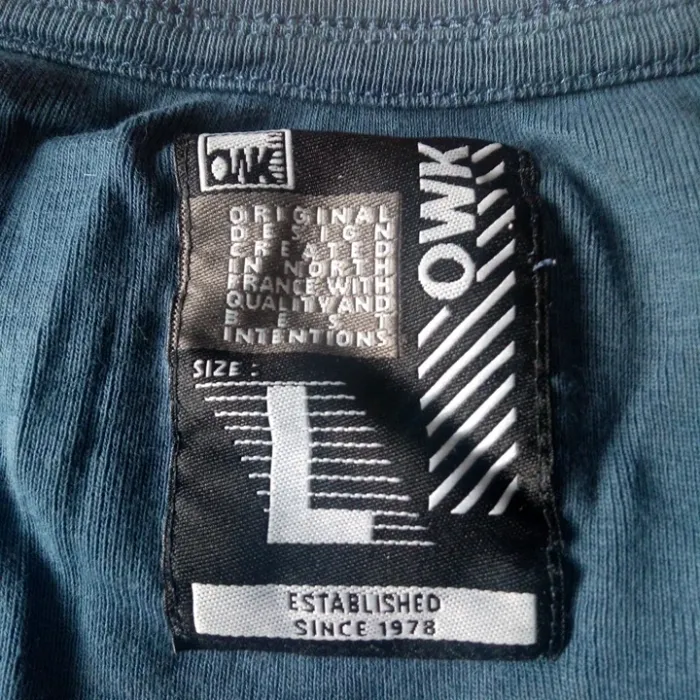 OWK
ORIGINAL
DESIGN
CREATED
IN NORTH
FRANCE WITH
QUALITY AND
BEST
INTENTIONS
OWK
SIZE :
L
ESTABLISHED
SINCE 1978